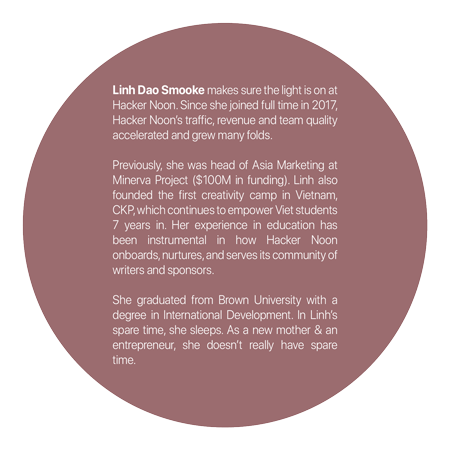 Linh Dao Smooke makes sure the light is on at
Hacker Noon. Since she joined full time in 2017,
Hacker Noon's traffic, revenue and team quality
accelerated and grew many folds.
Previously, she was head of Asia Marketing at
Minerva Project ($100M in funding). Linh also
founded the first creativity camp in Vietnam,
CKP, which continues to empower Viet students
7 years in. Her experience in education has
been instrumental in how Hacker Noon
onboards, nurtures, and serves its community of
writers and sponsors.
She graduated from Brown University with a
degree in International Development. In Linh's
spare time, she sleeps. As a new mother & an
entrepreneur, she doesn't really have spare
time.